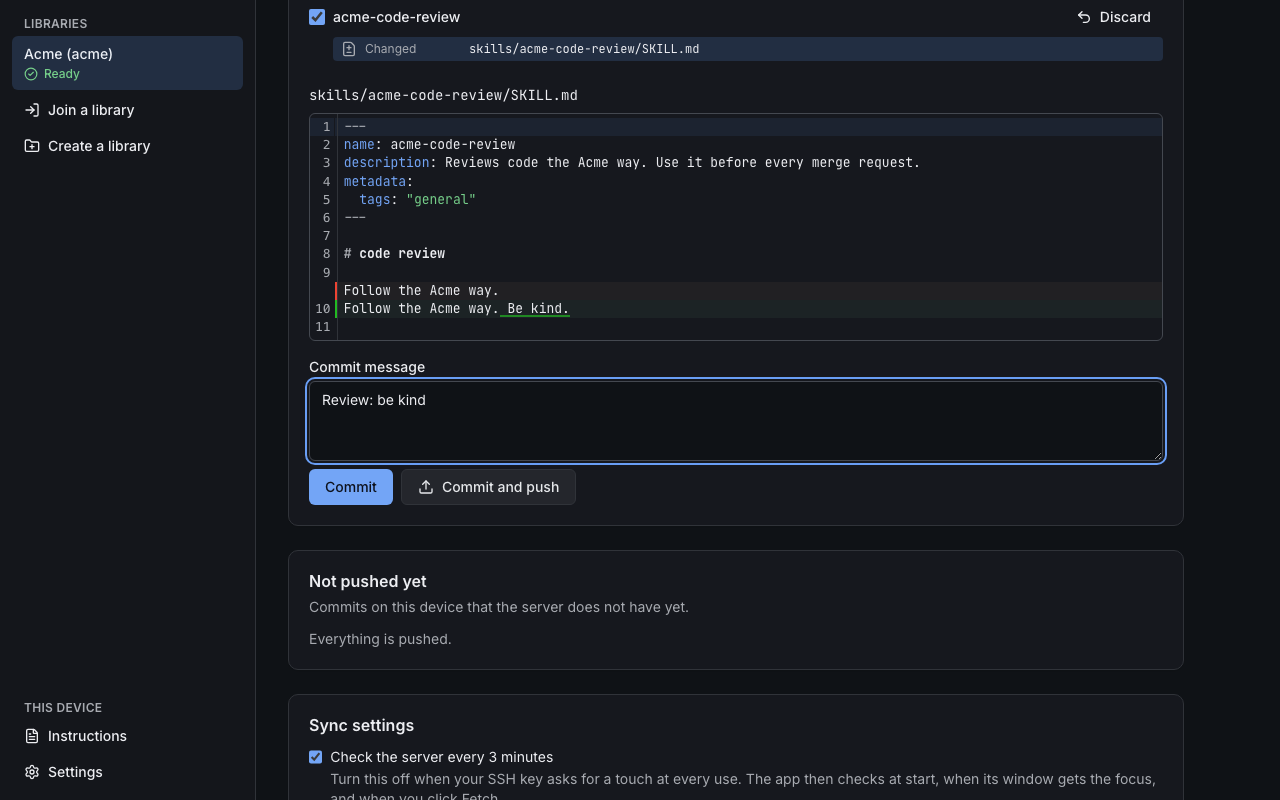 LIBRARIES
Acme (acme)
Ready
Join a library
Create a library
THIS DEVICE
Instructions
Settings
acme-code-review
Discard
Changed skills/acme-code-review/SKILL.md
skills/acme-code-review/SKILL.md
1 ---
2 name: acme-code-review
3 description: Reviews code the Acme way. Use it before every merge request.
4 metadata:
5   tags: "general"
6 ---
7
8 # code review
9
Follow the Acme way.
10 Follow the Acme way. Be kind.
11
Commit message
Review: be kind
Commit
Commit and push
Not pushed yet
Commits on this device that the server does not have yet.
Everything is pushed.
Sync settings
Check the server every 3 minutes
Turn this off when your SSH key asks for a touch at every use. The app then checks at start, when its window gets the focus,
and when you click Fetch.